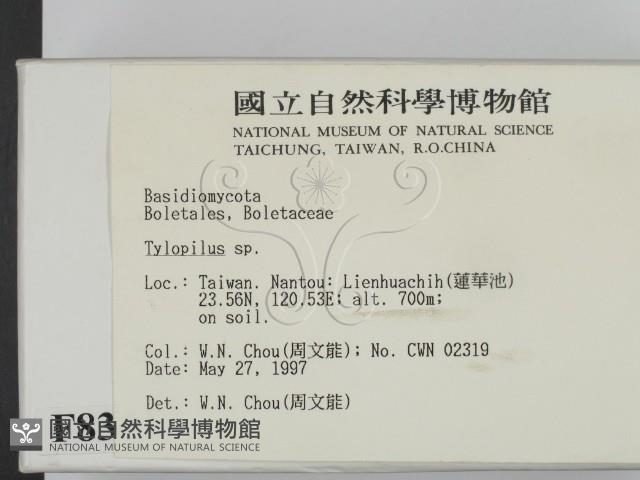 國立自然科學博物館
NATIONAL MUSEUM OF NATURAL SCIENCE
TAICHUNG, TAIWAN, R.O.CHINA
Basidiomycota
Boletales, Boletaceae
Tylopilus sp.
Loc.: Taiwan. Nantou: Lienhuachih(蓮華池)
23.56N, 120.53E; alt. 700m;
on soil.
Col.: W.N. Chou(周文能); No. CWN 02319
Date: May 27, 1997
Det.: W.N. Chou(周文能)
F83
國立自然科學博物館
NATIONAL MUSEUM OF NATURAL SCIENCE